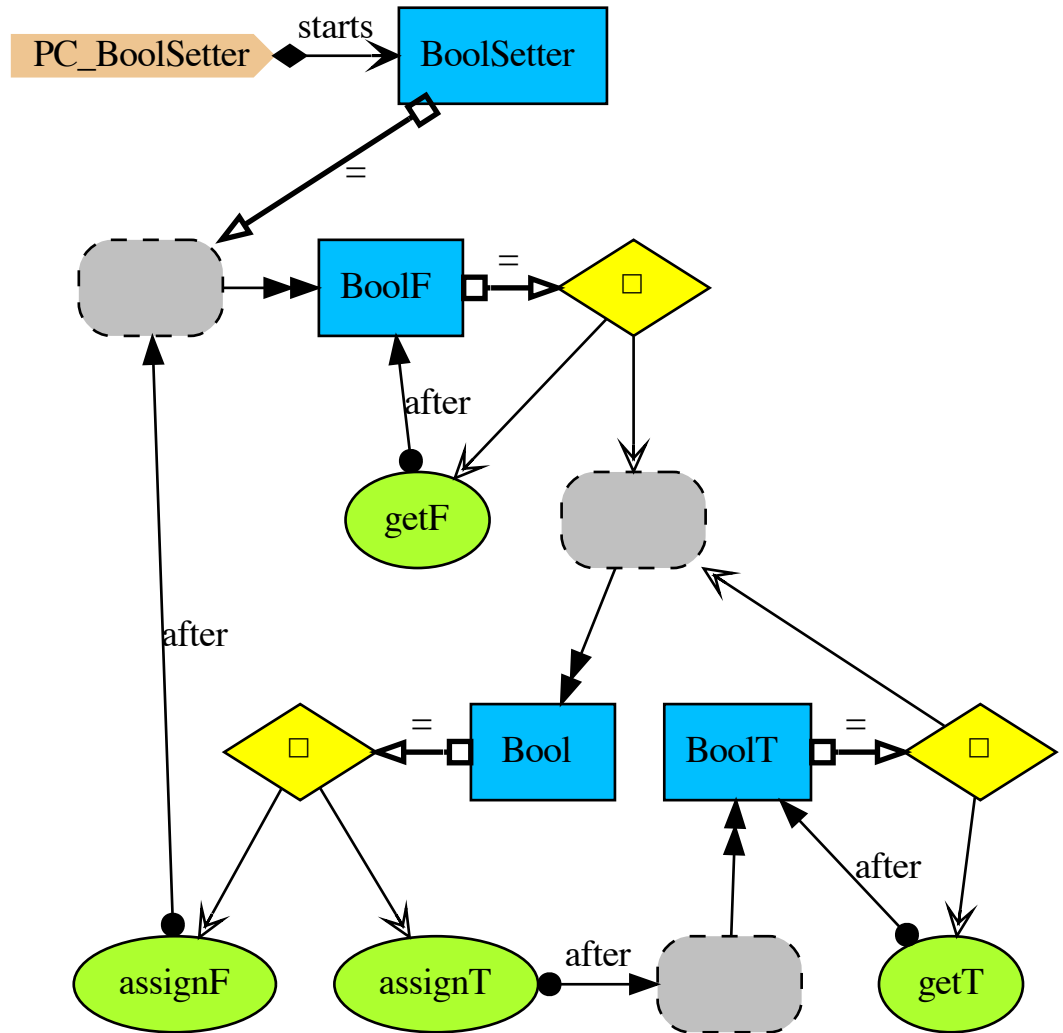 starts
PC_BoolSetter
BoolSetter
=
=
BoolF
□
after
getF
after
=
=
□
Bool
BoolT
□
after
after
assignF
assignT
getT